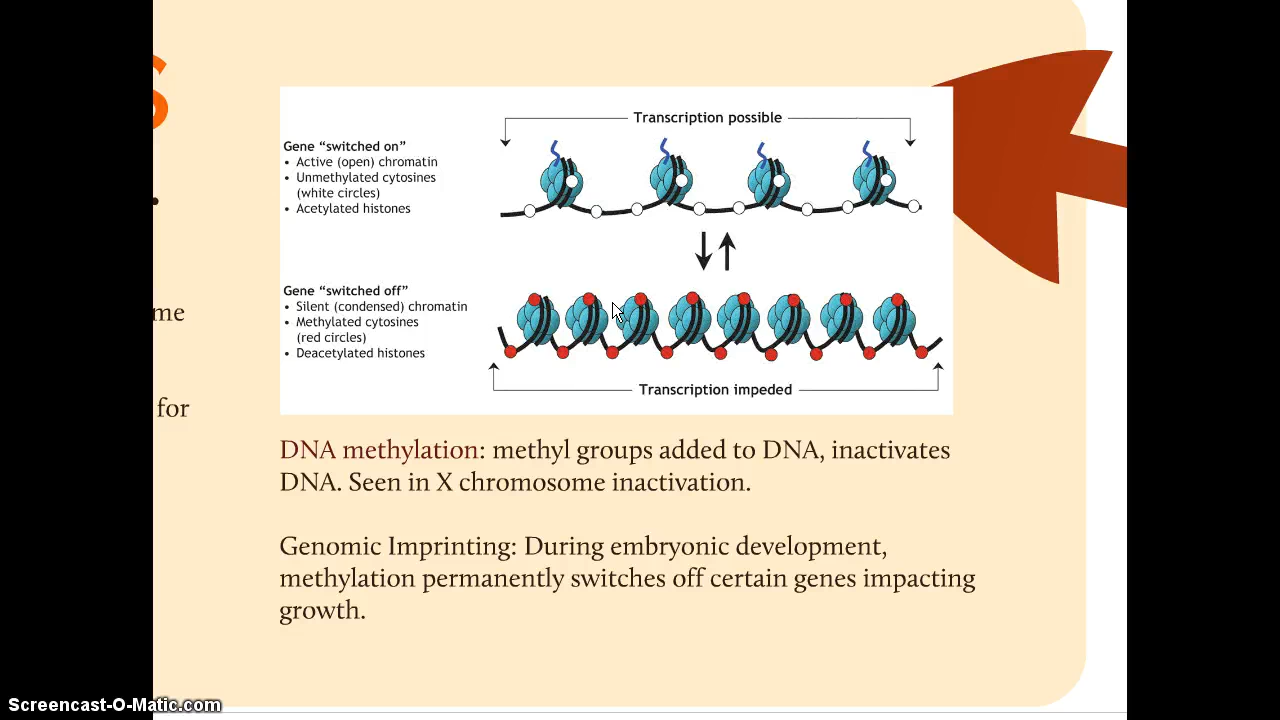 S
Transcription possible
Gene “switched on”
• Active (open) chromatin
• Unmethylated cytosines
(white circles)
• Acetylated histones
Gene “switched off”
• Silent (condensed) chromatin
• Methylated cytosines
(red circles)
• Deacetylated histones
Transcription impeded
me
for
DNA methylation: methyl groups added to DNA, inactivates
DNA. Seen in X chromosome inactivation.
Genomic Imprinting: During embryonic development,
methylation permanently switches off certain genes impacting
growth.
Screencast-O-Matic.com